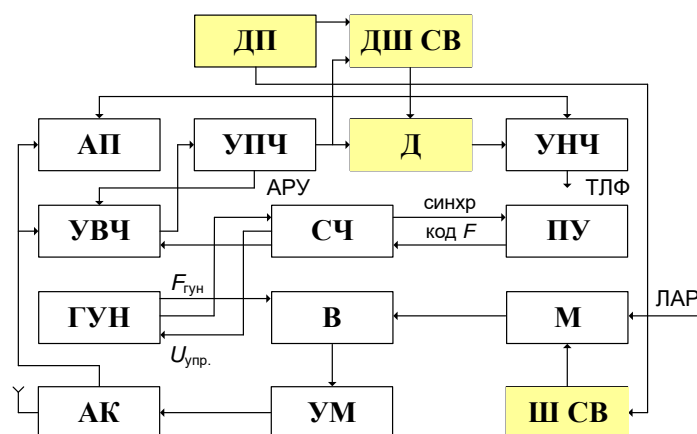 ДП
ДШ СВ
АП
УПЧ
Д
УНЧ
АРУ
ТЛФ
УВЧ
СЧ
синхр
код F
ПУ
Fгун
ГУН
Uупр.
В
М
ЛАР
АК
УМ
Ш СВ